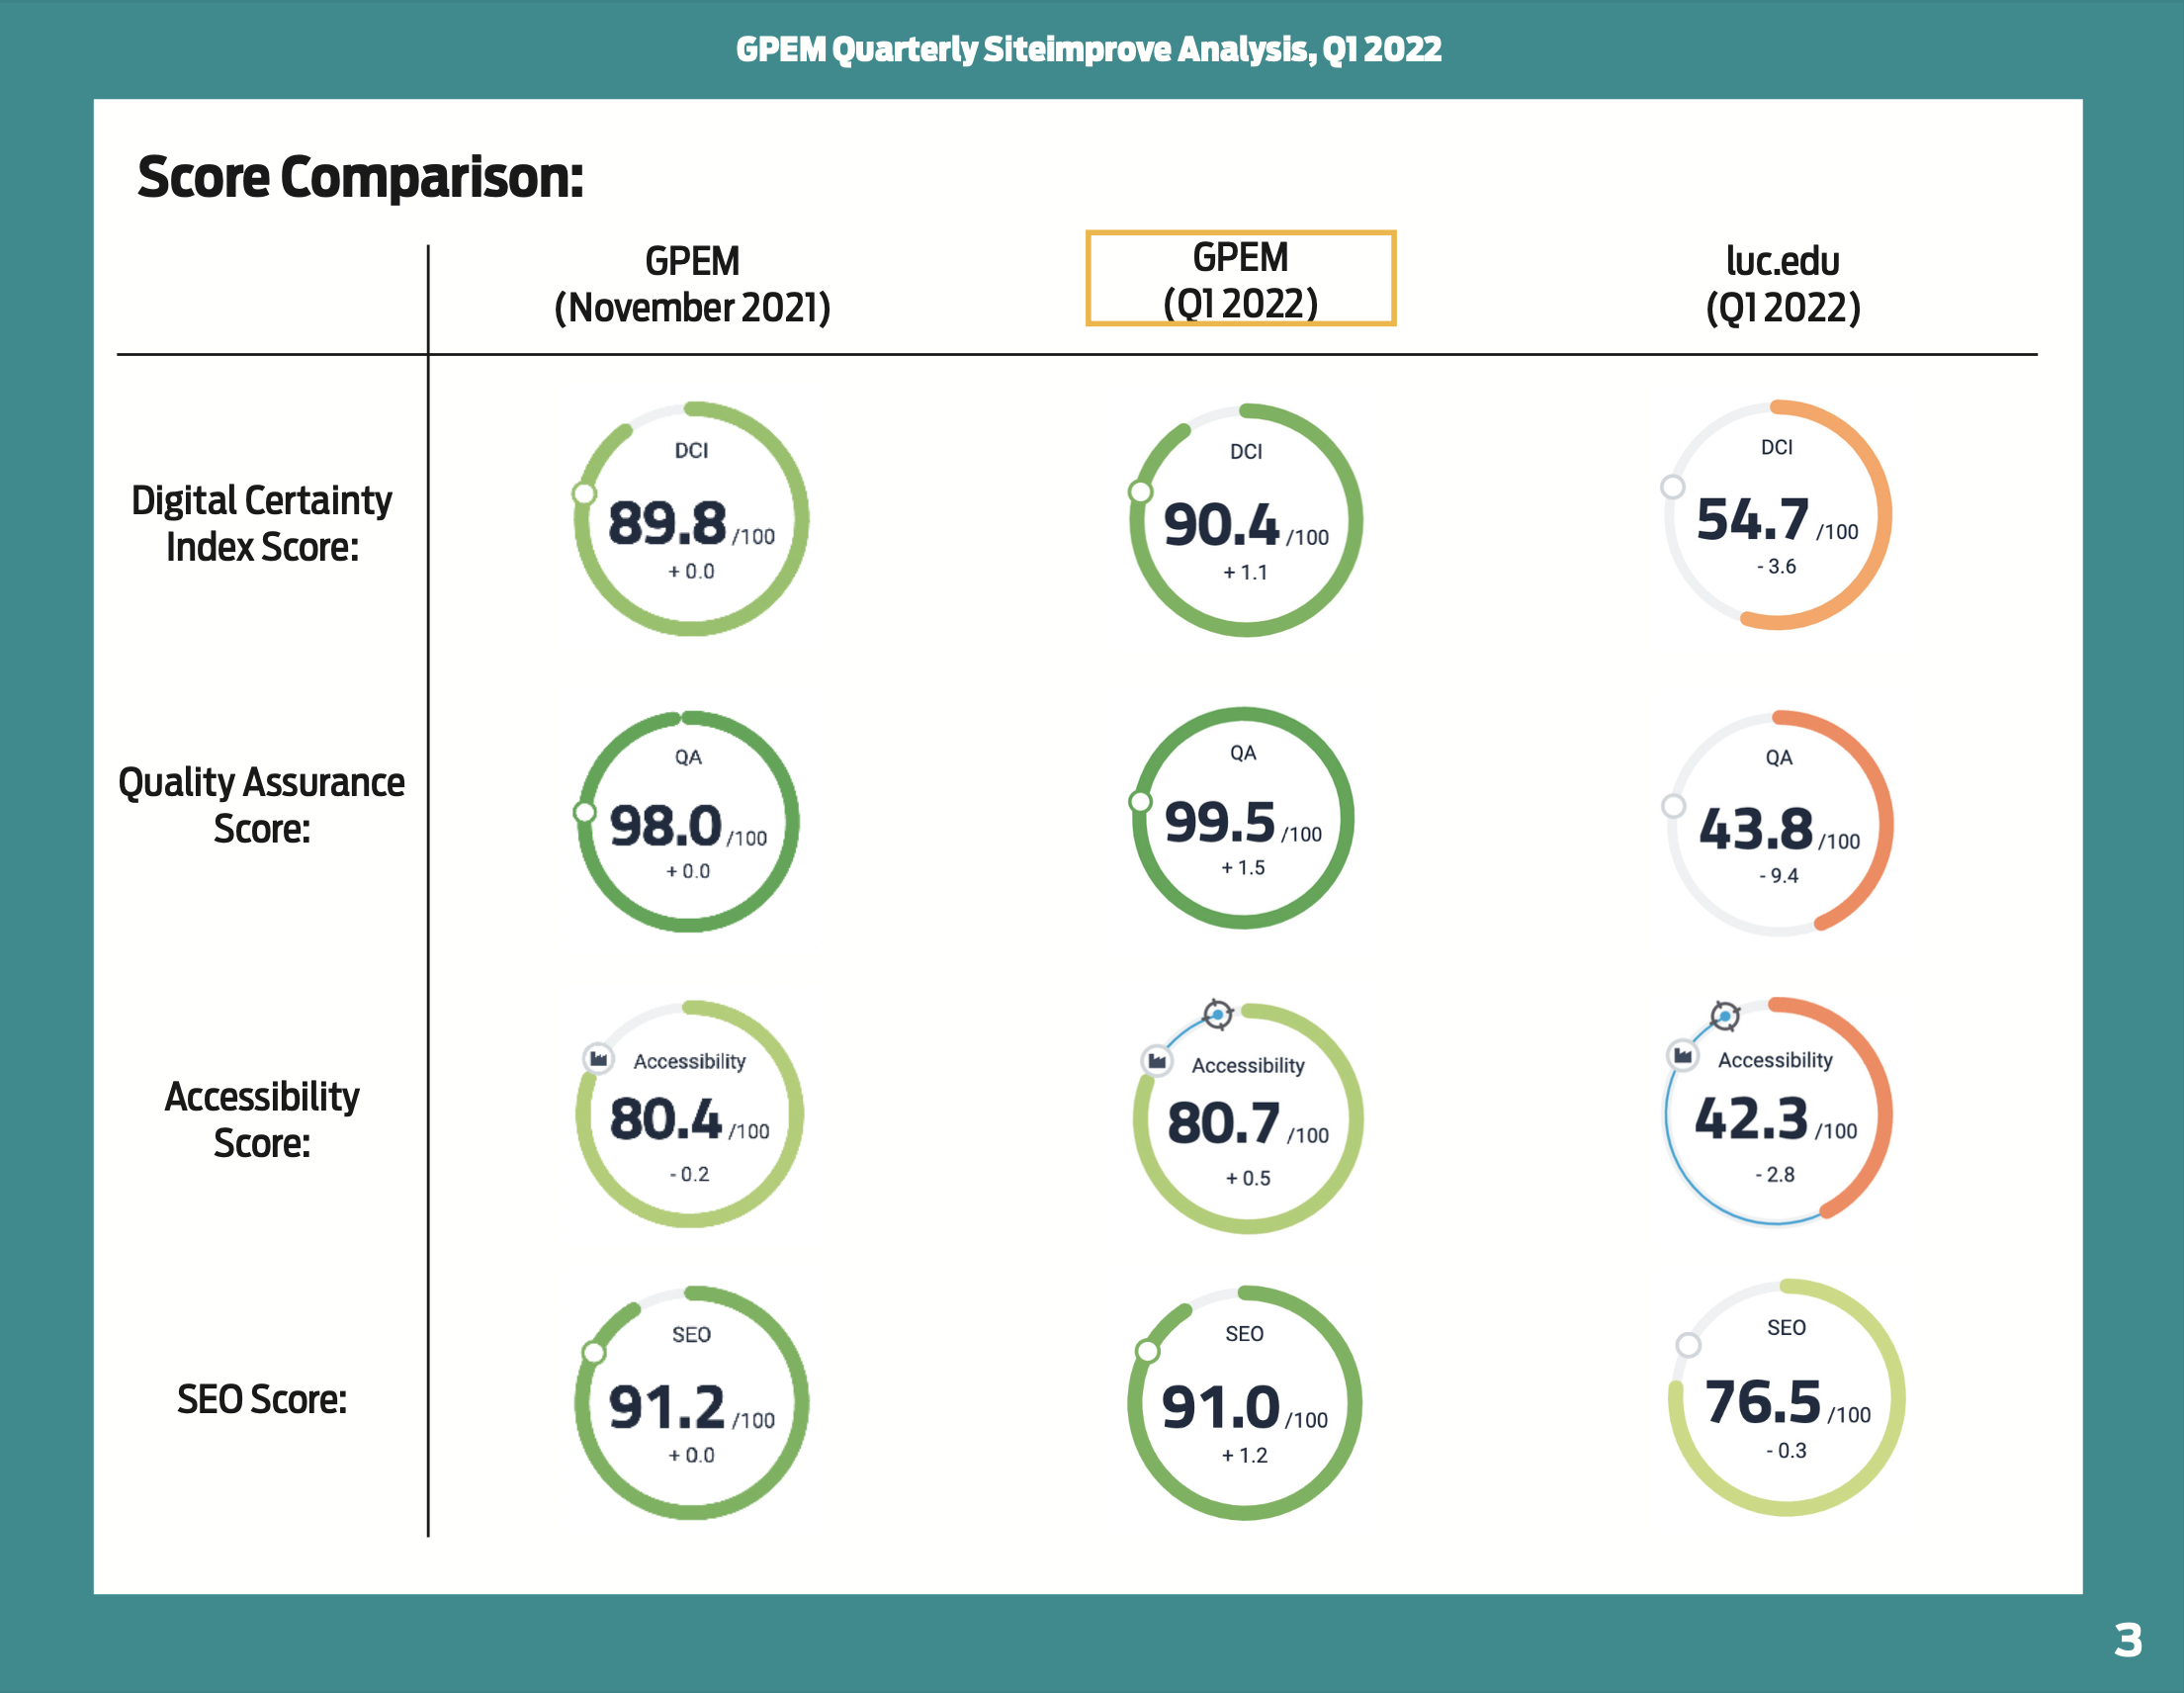 GPEM Quarterly Siteimprove Analysis, Q1 2022
Score Comparison:
GPEM
(November 2021)
GPEM
(Q1 2022)
luc.edu
(Q1 2022)
Digital Certainty
Index Score:
DCI
89.8 /100
+ 0.0
DCI
90.4 /100
+ 1.1
DCI
54.7 /100
- 3.6
Quality Assurance
Score:
QA
98.0 /100
+ 0.0
QA
99.5 /100
+ 1.5
QA
43.8 /100
- 9.4
Accessibility
Score:
Accessibility
80.4 /100
- 0.2
Accessibility
80.7 /100
+ 0.5
Accessibility
42.3 /100
- 2.8
SEO Score:
SEO
91.2 /100
+ 0.0
SEO
91.0 /100
+ 1.2
SEO
76.5 /100
- 0.3
3